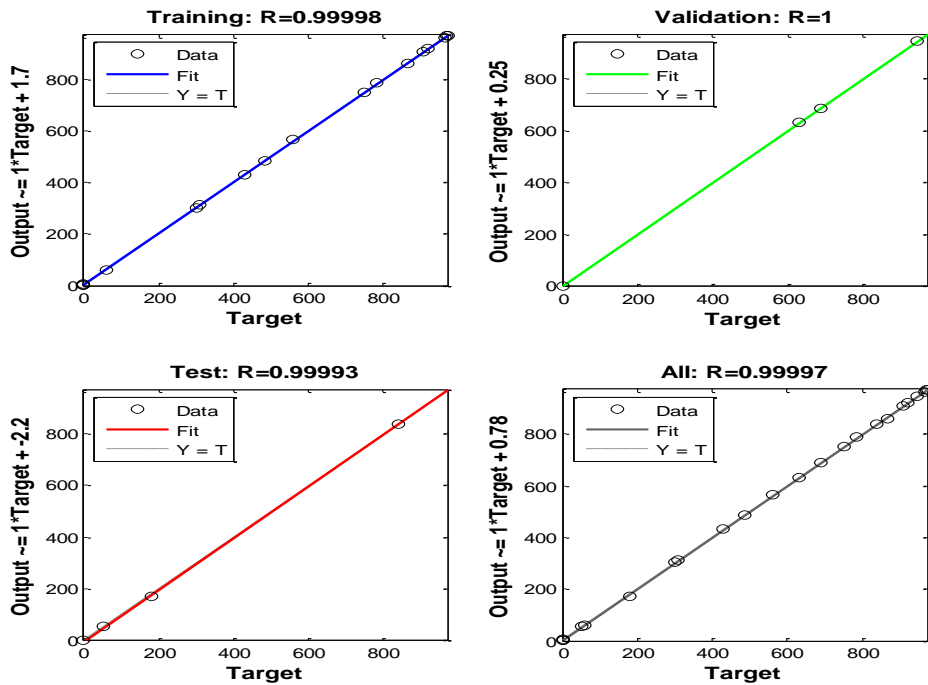 Training: R=0.99998
Output ~= 1*Target + 1.7
Data
Fit
Y = T
800
600
400
200
0
0 200 400 600 800
Target
Validation: R=1
Output ~= 1*Target + 0.25
Data
Fit
Y = T
800
600
400
200
0
0 200 400 600 800
Target
Test: R=0.99993
Output ~= 1*Target + -2.2
Data
Fit
Y = T
800
600
400
200
0
0 200 400 600 800
Target
All: R=0.99997
Output ~= 1*Target + 0.78
Data
Fit
Y = T
800
600
400
200
0
0 200 400 600 800
Target